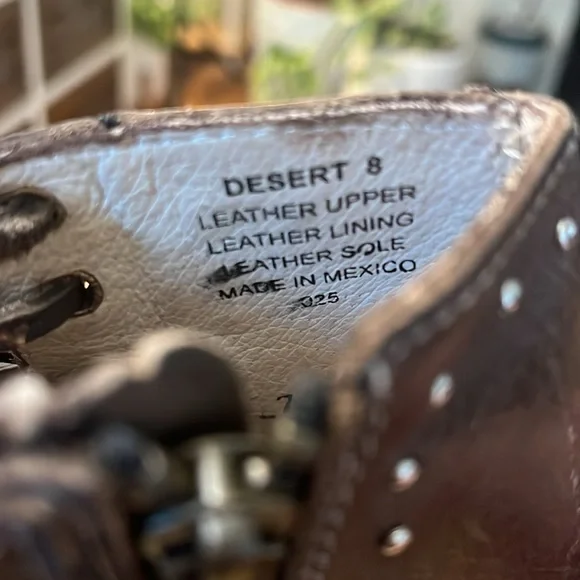 DESERT 8
LEATHER UPPER
LEATHER LINING
LEATHER SOLE
MADE IN MEXICO
025